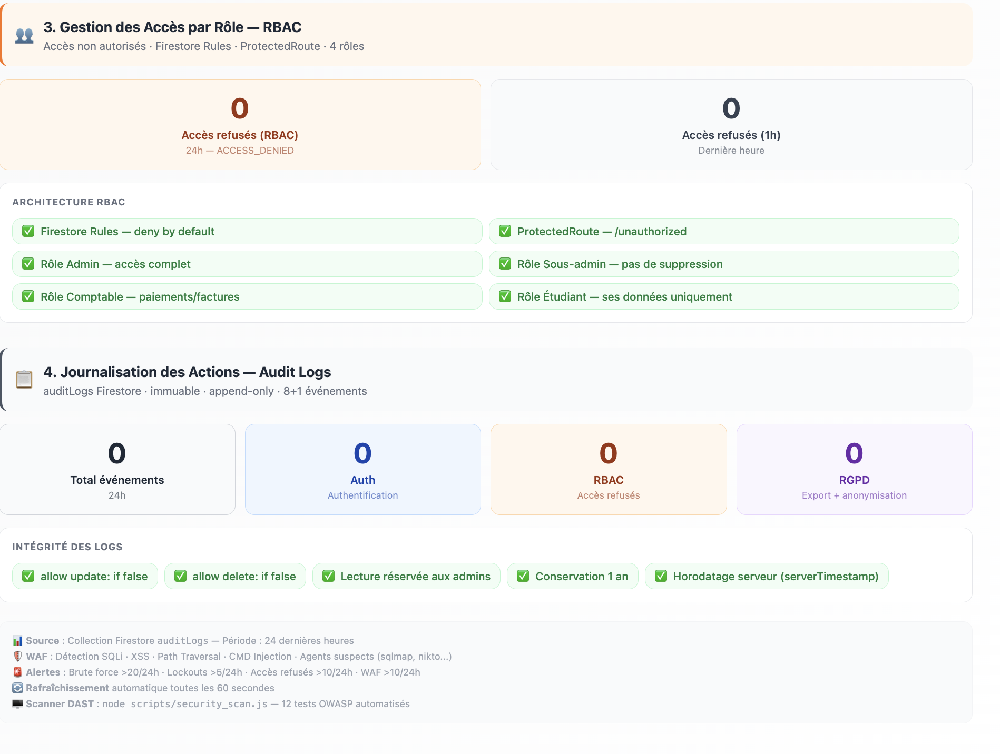 3. Gestion des Accès par Rôle — RBAC
Accès non autorisés · Firestore Rules · ProtectedRoute · 4 rôles
0
Accès refusés (RBAC)
24h — ACCESS_DENIED
0
Accès refusés (1h)
Dernière heure
ARCHITECTURE RBAC
Firestore Rules — deny by default
ProtectedRoute — /unauthorized
Rôle Admin — accès complet
Rôle Sous-admin — pas de suppression
Rôle Comptable — paiements/factures
Rôle Étudiant — ses données uniquement
4. Journalisation des Actions — Audit Logs
auditLogs Firestore · immuable · append-only · 8+1 événements
0
Total événements
24h
0
Auth
Authentification
0
RBAC
Accès refusés
0
RGPD
Export + anonymisation
INTÉGRITÉ DES LOGS
allow update: if false
allow delete: if false
Lecture réservée aux admins
Conservation 1 an
Horodatage serveur (serverTimestamp)
Source : Collection Firestore auditLogs — Période : 24 dernières heures
WAF : Détection SQLi · XSS · Path Traversal · CMD Injection · Agents suspects (sqlmap, nikto...)
Alertes : Brute force >20/24h · Lockouts >5/24h · Accès refusés >10/24h · WAF >10/24h
Rafraîchissement automatique toutes les 60 secondes
Scanner DAST : node scripts/security_scan.js — 12 tests OWASP automatisés